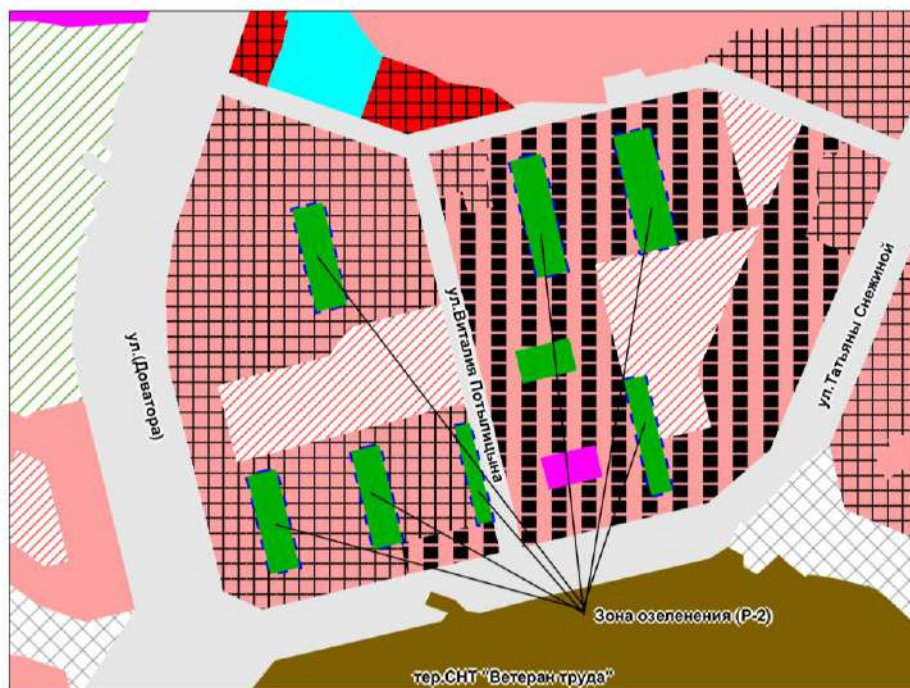 ул.(Доватора)
ул.Виталия Потылицына
ул.Татьяны Снежиной
Зона озеленения (Р-2)
тер.СНТ "Ветеран труда"